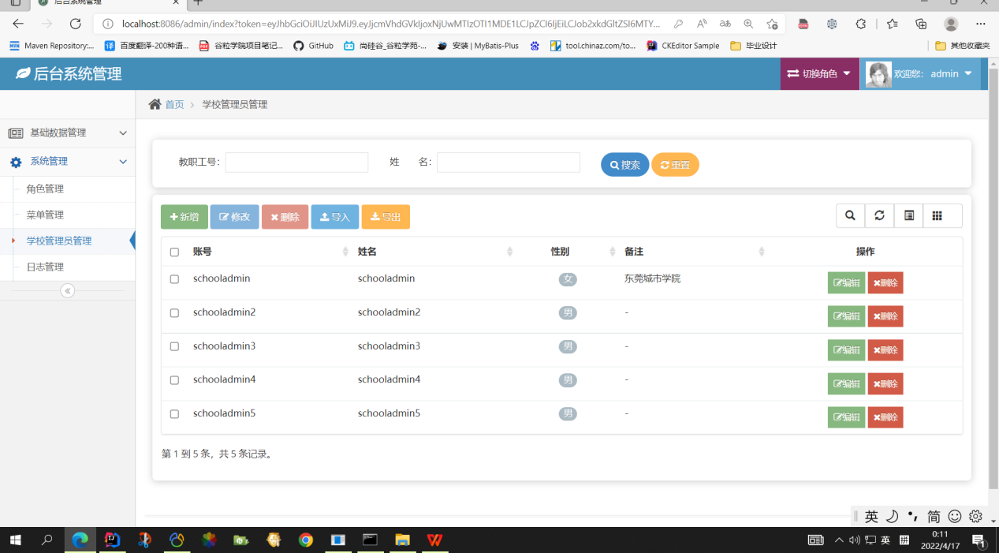 后台系统管理
localhost:8086/admin/index?token=eyJhbGciOiJIUzUxMiJ9.eyJjcmVhdGVkIjoxNjUwMTIzOTI1MDE1LCJpZCI6IjEiLCJob2xkdGltZSI6MTY...
Maven Repository:... 百度翻译-200种语... 谷粒学院项目笔记... GitHub 尚硅谷_谷粒学苑-... 安装 | MyBatis-Plus tool.chinaz.com/to... CKEditor Sample 毕业设计 其他收藏夹
后台系统管理 切换角色 欢迎您: admin
首页 > 学校管理员管理
基础数据管理
系统管理
角色管理
菜单管理
学校管理员管理
日志管理
教职工号: 姓 名: 搜索 重置
新增 修改 删除 导入 导出
账号 姓名 性别 备注 操作
schooladmin schooladmin 女 东莞城市学院 编辑 删除
schooladmin2 schooladmin2 男 - 编辑 删除
schooladmin3 schooladmin3 男 - 编辑 删除
schooladmin4 schooladmin4 男 - 编辑 删除
schooladmin5 schooladmin5 男 - 编辑 删除
第 1 到 5 条，共 5 条记录。
英 简
英 拼 0:11
2022/4/17 1